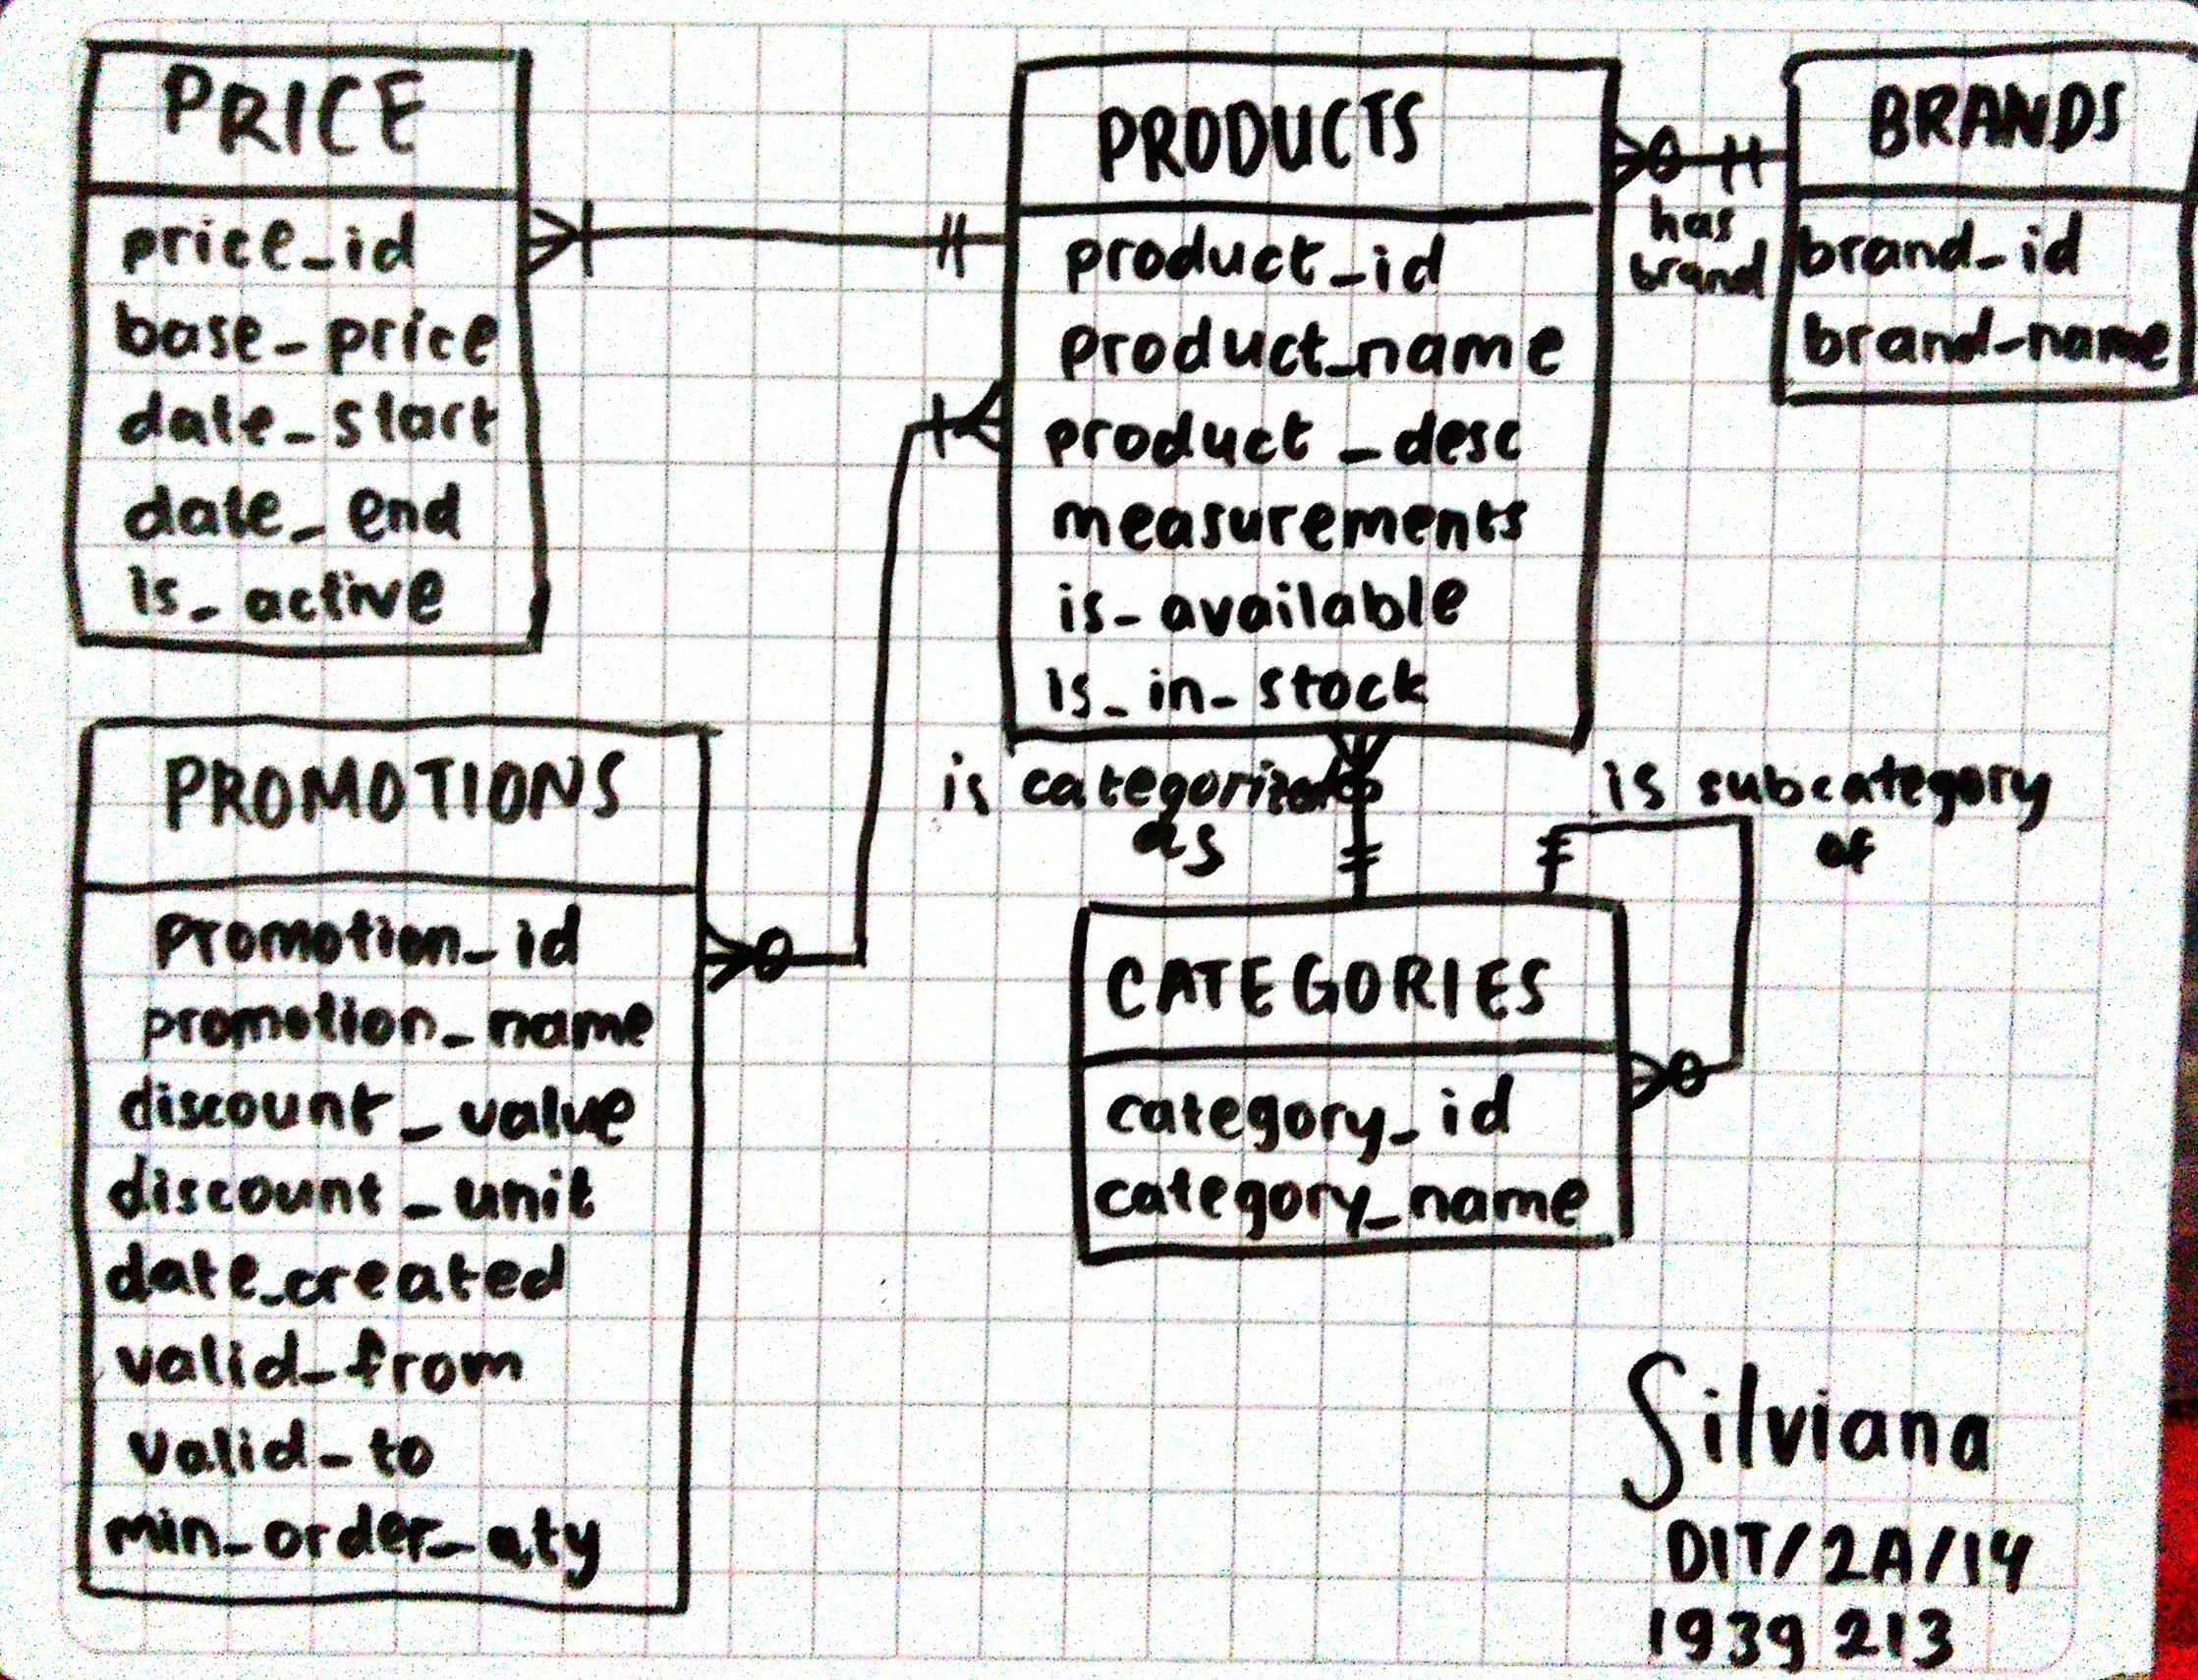 PRICE
price_id
base_price
date_start
date_end
is_active
PRODUCTS
product_id
product_name
product_desc
measurements
is_available
is_in_stock
has
brand
BRANDS
brand_id
brand_name
PROMOTIONS
promotion_id
promotion_name
discount_value
discount_unit
date_created
valid_from
valid_to
min_order_qty
is categorized
as
is subcategory
of
CATEGORIES
category_id
category_name
Silviana
DIT/2A/14
1939213